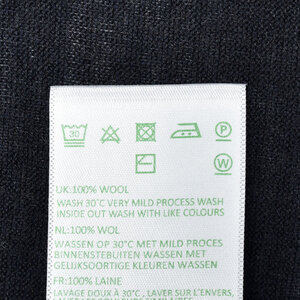 30
P
W
UK:100% WOOL
WASH 30°C VERY MILD PROCESS WASH
INSIDE OUT WASH WITH LIKE COLOURS
NL:100% WOL
WASSEN OP 30°C MET MILD PROCES
BINNENSTEBUITEN WASSEN MET
GELIJKSOORTIGE KLEUREN WASSEN
FR:100% LAINE
LAVAGE DOUX À 30°C , LAVER SUR L'ENVERS,